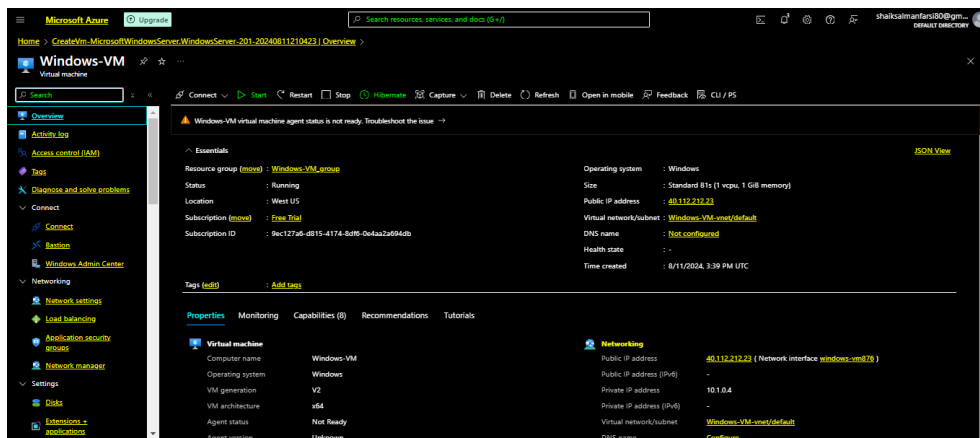 Microsoft Azure
Upgrade
Search resources, services, and docs (G+/)
shaiksalmanfarsi80@gm...
DEFAULT DIRECTORY
Home > CreateVm-MicrosoftWindowsServer.WindowsServer-201-20240811210423 | Overview >
Windows-VM
Virtual machine
Search
Connect Start Restart Stop Hibernate Capture Delete Refresh Open in mobile Feedback CLI / PS
Overview
Activity log
Access control (IAM)
Tags
Diagnose and solve problems
Connect
Connect
Bastion
Windows Admin Center
Networking
Network settings
Load balancing
Application security
groups
Network manager
Settings
Disks
Extensions +
applications
Windows-VM virtual machine agent status is not ready. Troubleshoot the issue →
Essentials
JSON View
Resource group (move) : Windows-VM_group
Status : Running
Location : West US
Subscription (move) : Free Trial
Subscription ID : 9ec127a6-d815-4174-8df6-0e4aa2a694db
Operating system : Windows
Size : Standard B1s (1 vcpu, 1 GiB memory)
Public IP address : 40.112.212.23
Virtual network/subnet : Windows-VM-vnet/default
DNS name : Not configured
Health state : -
Time created : 8/11/2024, 3:39 PM UTC
Tags (edit) : Add tags
Properties Monitoring Capabilities (8) Recommendations Tutorials
Virtual machine
Computer name Windows-VM
Operating system Windows
VM generation V2
VM architecture x64
Agent status Not Ready
Agent version Unknown
Networking
Public IP address 40.112.212.23 ( Network interface windows-vm876 )
Public IP address (IPv6) -
Private IP address 10.1.0.4
Private IP address (IPv6) -
Virtual network/subnet Windows-VM-vnet/default
DNS name Configure